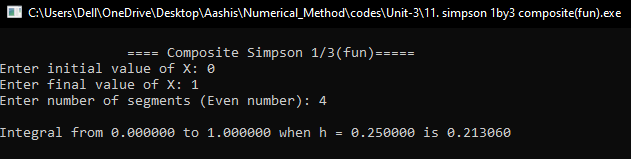 C:\Users\Dell\OneDrive\Desktop\Aashis\Numerical_Method\codes\Unit-3\11. simpson 1by3 composite(fun).exe
==== Composite Simpson 1/3(fun)=====
Enter initial value of X: 0
Enter final value of X: 1
Enter number of segments (Even number): 4
Integral from 0.000000 to 1.000000 when h = 0.250000 is 0.213060